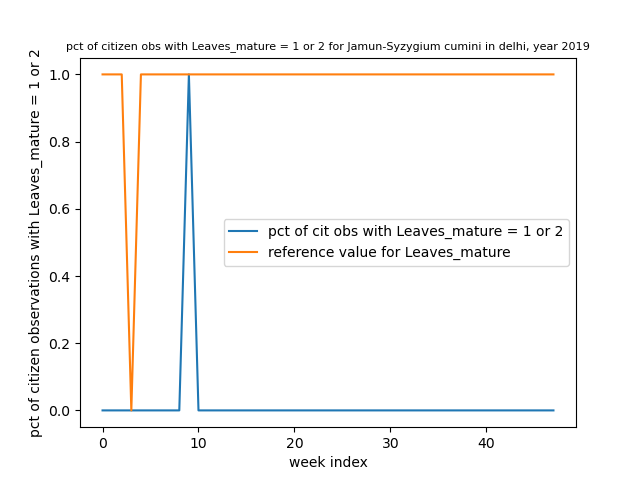 pct of citizen obs with Leaves_mature = 1 or 2 for Jamun-Syzygium cumini in delhi, year 2019
pct of citizen observations with Leaves_mature = 1 or 2
1.0
0.8
0.6
0.4
0.2
0.0
pct of cit obs with Leaves_mature = 1 or 2
reference value for Leaves_mature
0 10 20 30 40
week index